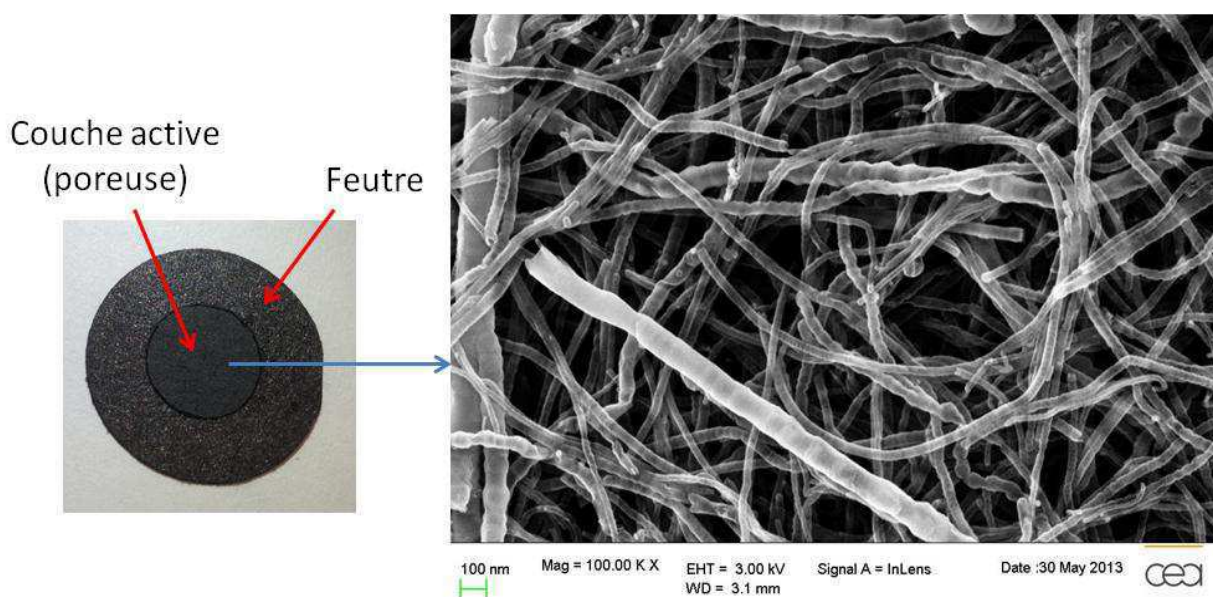 Couche active
(poreuse)
Feutre
100 nm
Mag = 100.00 K X
EHT = 3.00 kV
WD = 3.1 mm
Signal A = InLens
Date :30 May 2013
cea